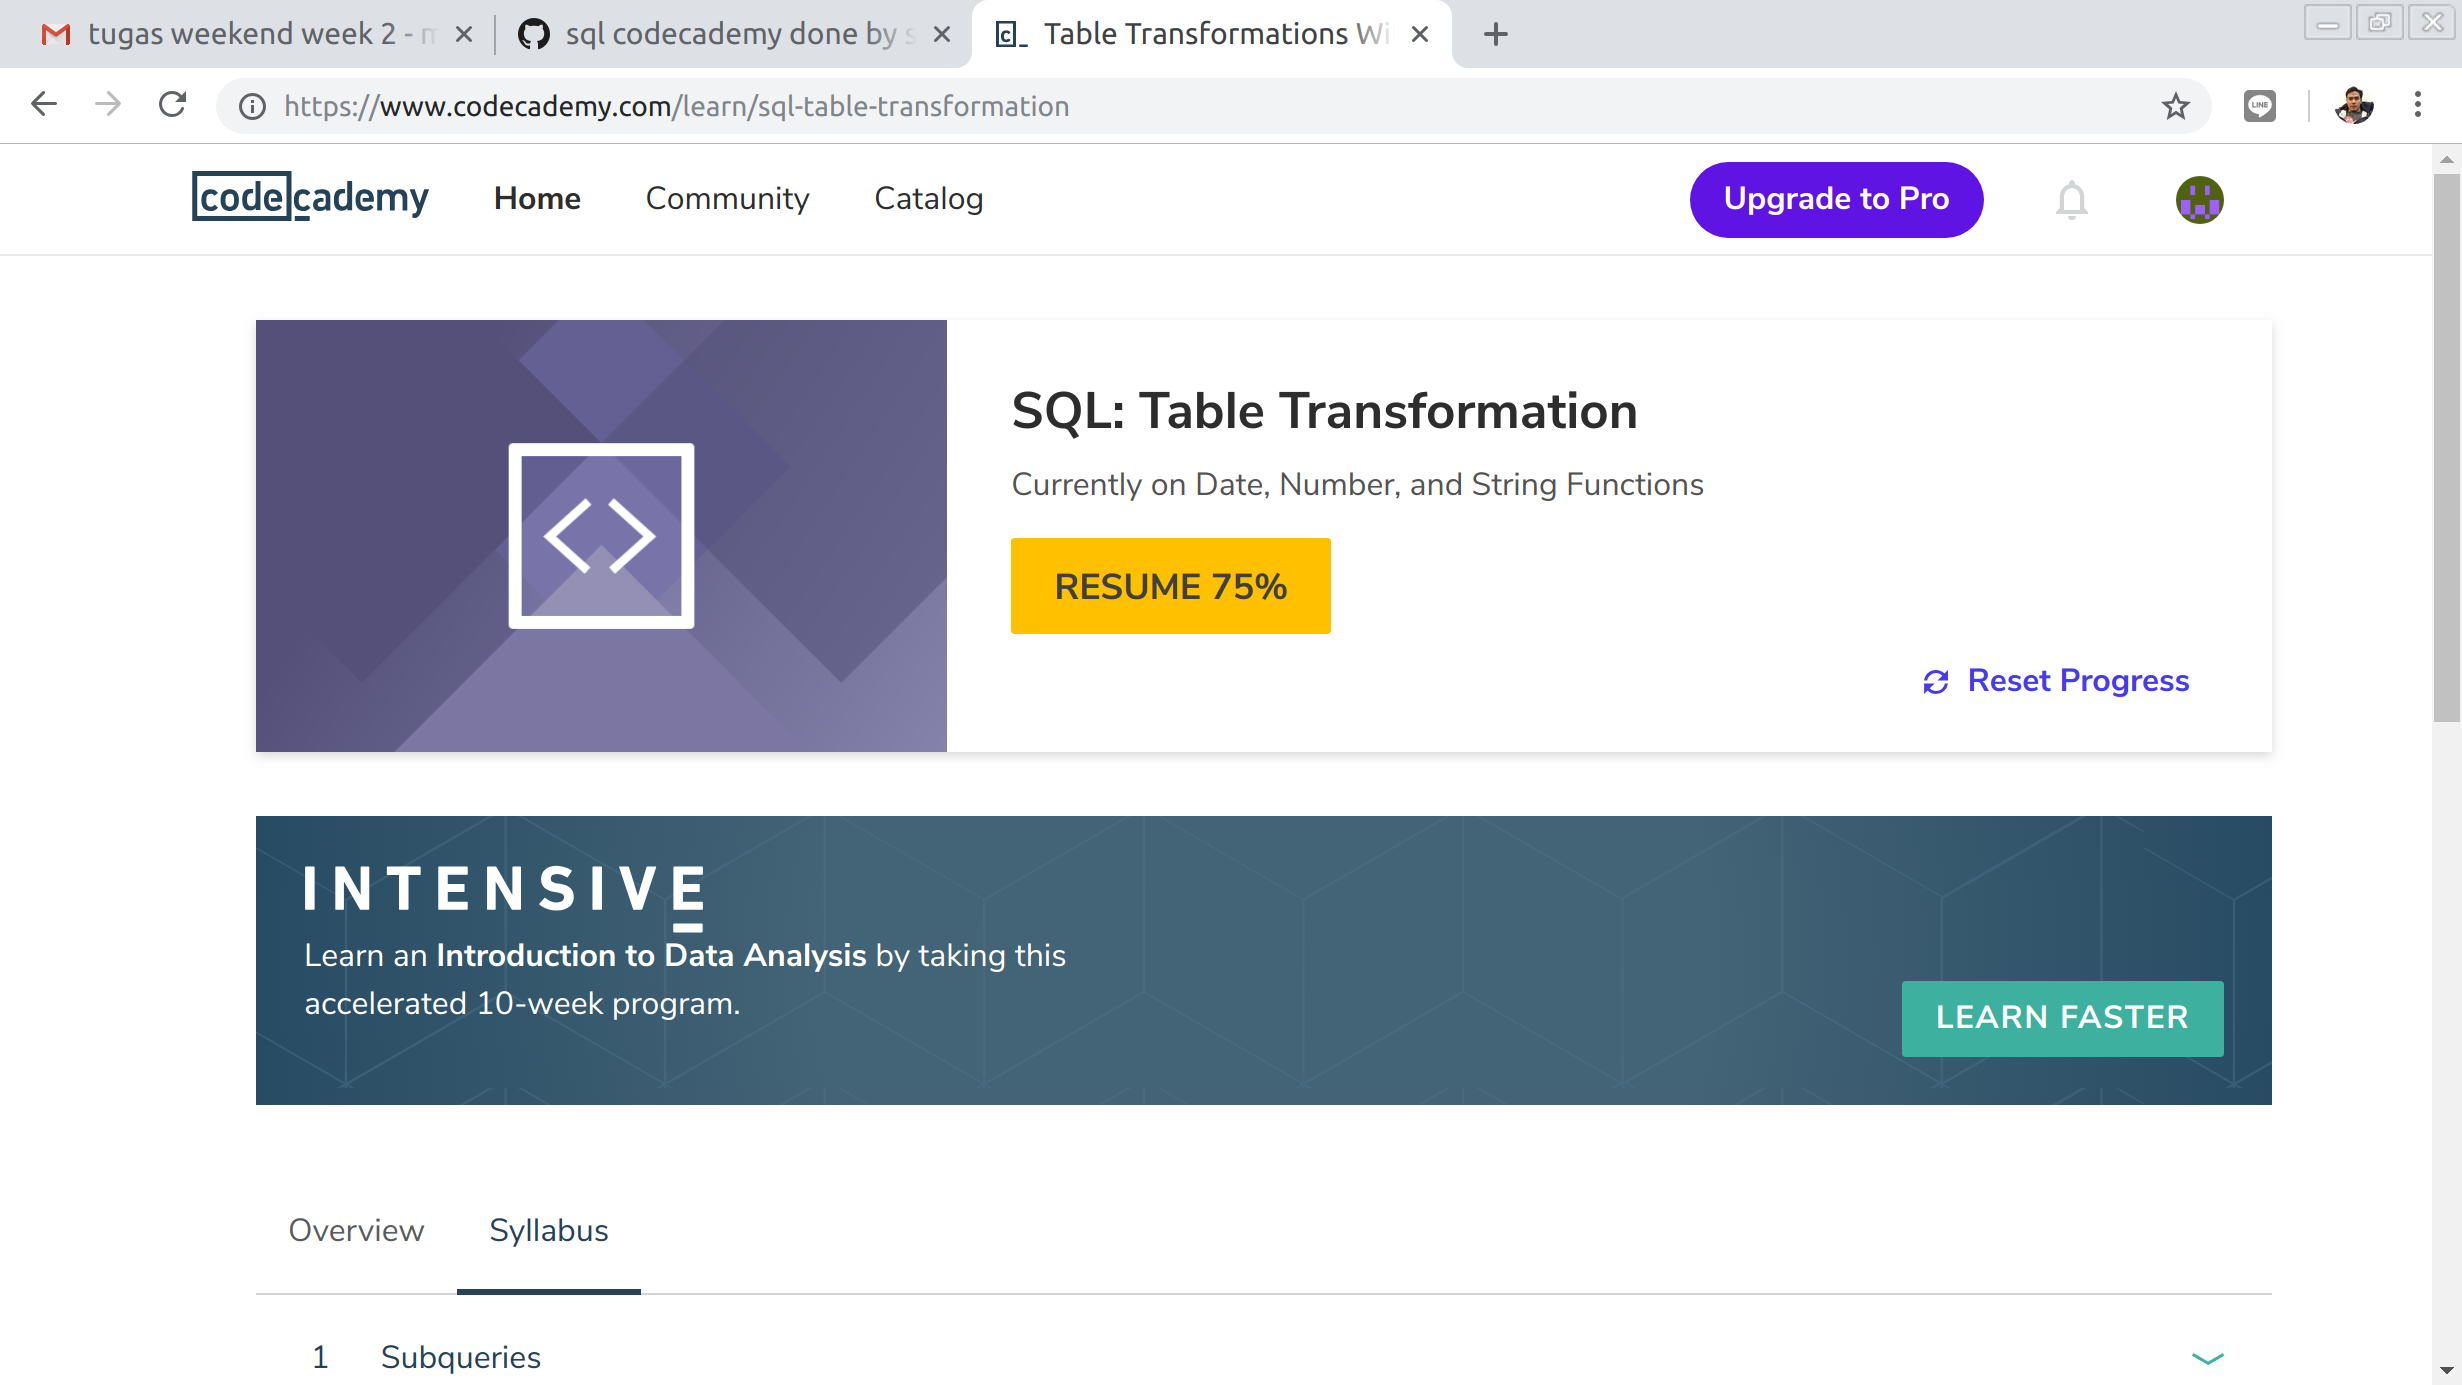 tugas weekend week 2 - m
sql codecademy done by s
Table Transformations Wi
https://www.codecademy.com/learn/sql-table-transformation
LINE
codecademy
Home
Community
Catalog
Upgrade to Pro
SQL: Table Transformation
Currently on Date, Number, and String Functions
RESUME 75%
Reset Progress
INTENSIVE
Learn an Introduction to Data Analysis by taking this
accelerated 10-week program.
LEARN FASTER
Overview
Syllabus
1 Subqueries